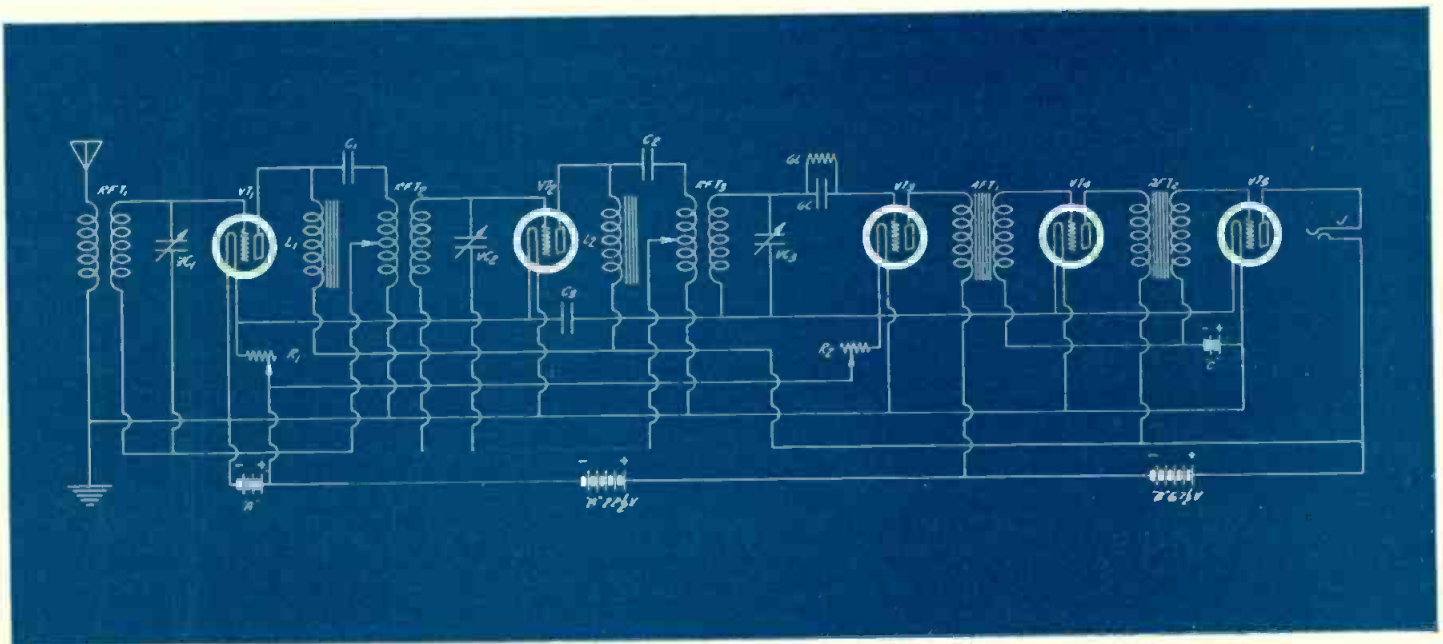 C1
C2
GL
RFT1
VT1
RFT2
VT2
RFT3
GC
VT3
AFT1
VT4
VT5
VC1
L1
VC2
L2
VC3
J
C3
R1
R2
- +
C
- +
A
- +
- +